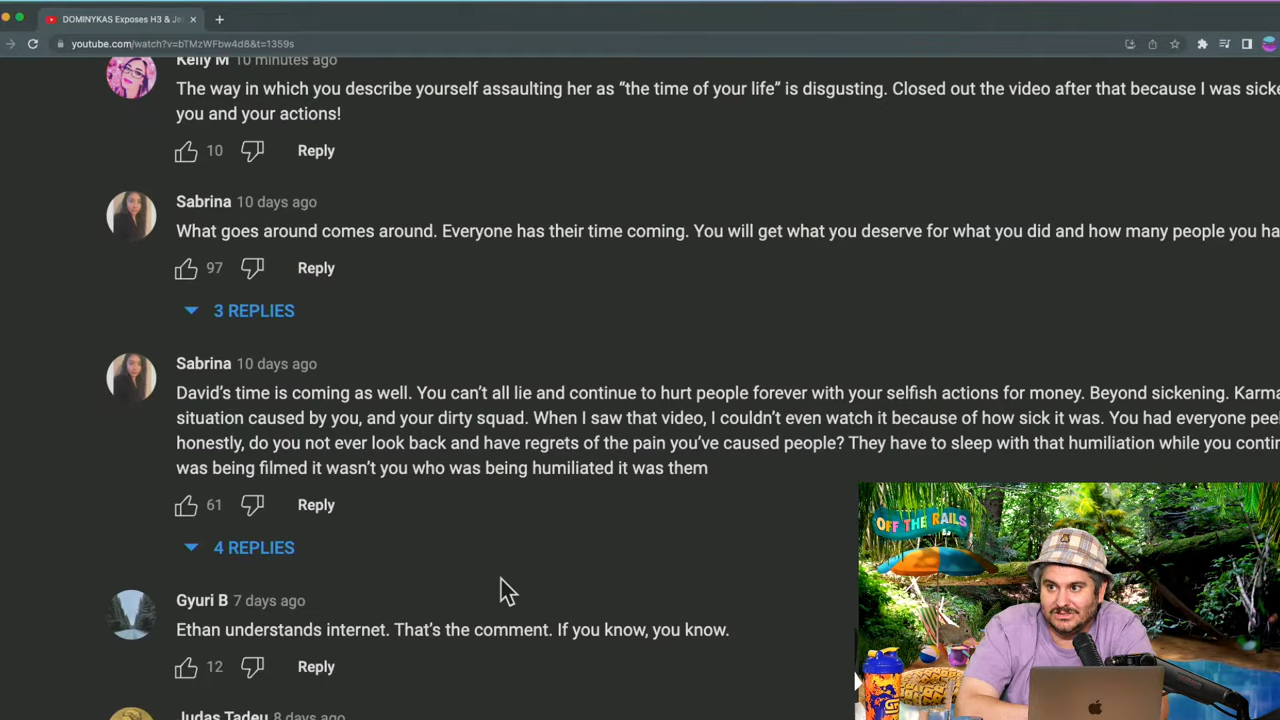 DOMINYKAS Exposes H3 & Je
youtube.com/watch?v=bTMzWFbw4d8&t=1359s
Kelly M 10 minutes ago
The way in which you describe yourself assaulting her as “the time of your life” is disgusting. Closed out the video after that because I was sicke
you and your actions!
10 Reply
Sabrina 10 days ago
What goes around comes around. Everyone has their time coming. You will get what you deserve for what you did and how many people you ha
97 Reply
3 REPLIES
Sabrina 10 days ago
David’s time is coming as well. You can’t all lie and continue to hurt people forever with your selfish actions for money. Beyond sickening. Karma
situation caused by you, and your dirty squad. When I saw that video, I couldn’t even watch it because of how sick it was. You had everyone pee
honestly, do you not ever look back and have regrets of the pain you’ve caused people? They have to sleep with that humiliation while you contin
was being filmed it wasn’t you who was being humiliated it was them
61 Reply
4 REPLIES
OFF THE RAILS
Gyuri B 7 days ago
Ethan understands internet. That’s the comment. If you know, you know.
12 Reply
Judas Tadeu 8 days ago